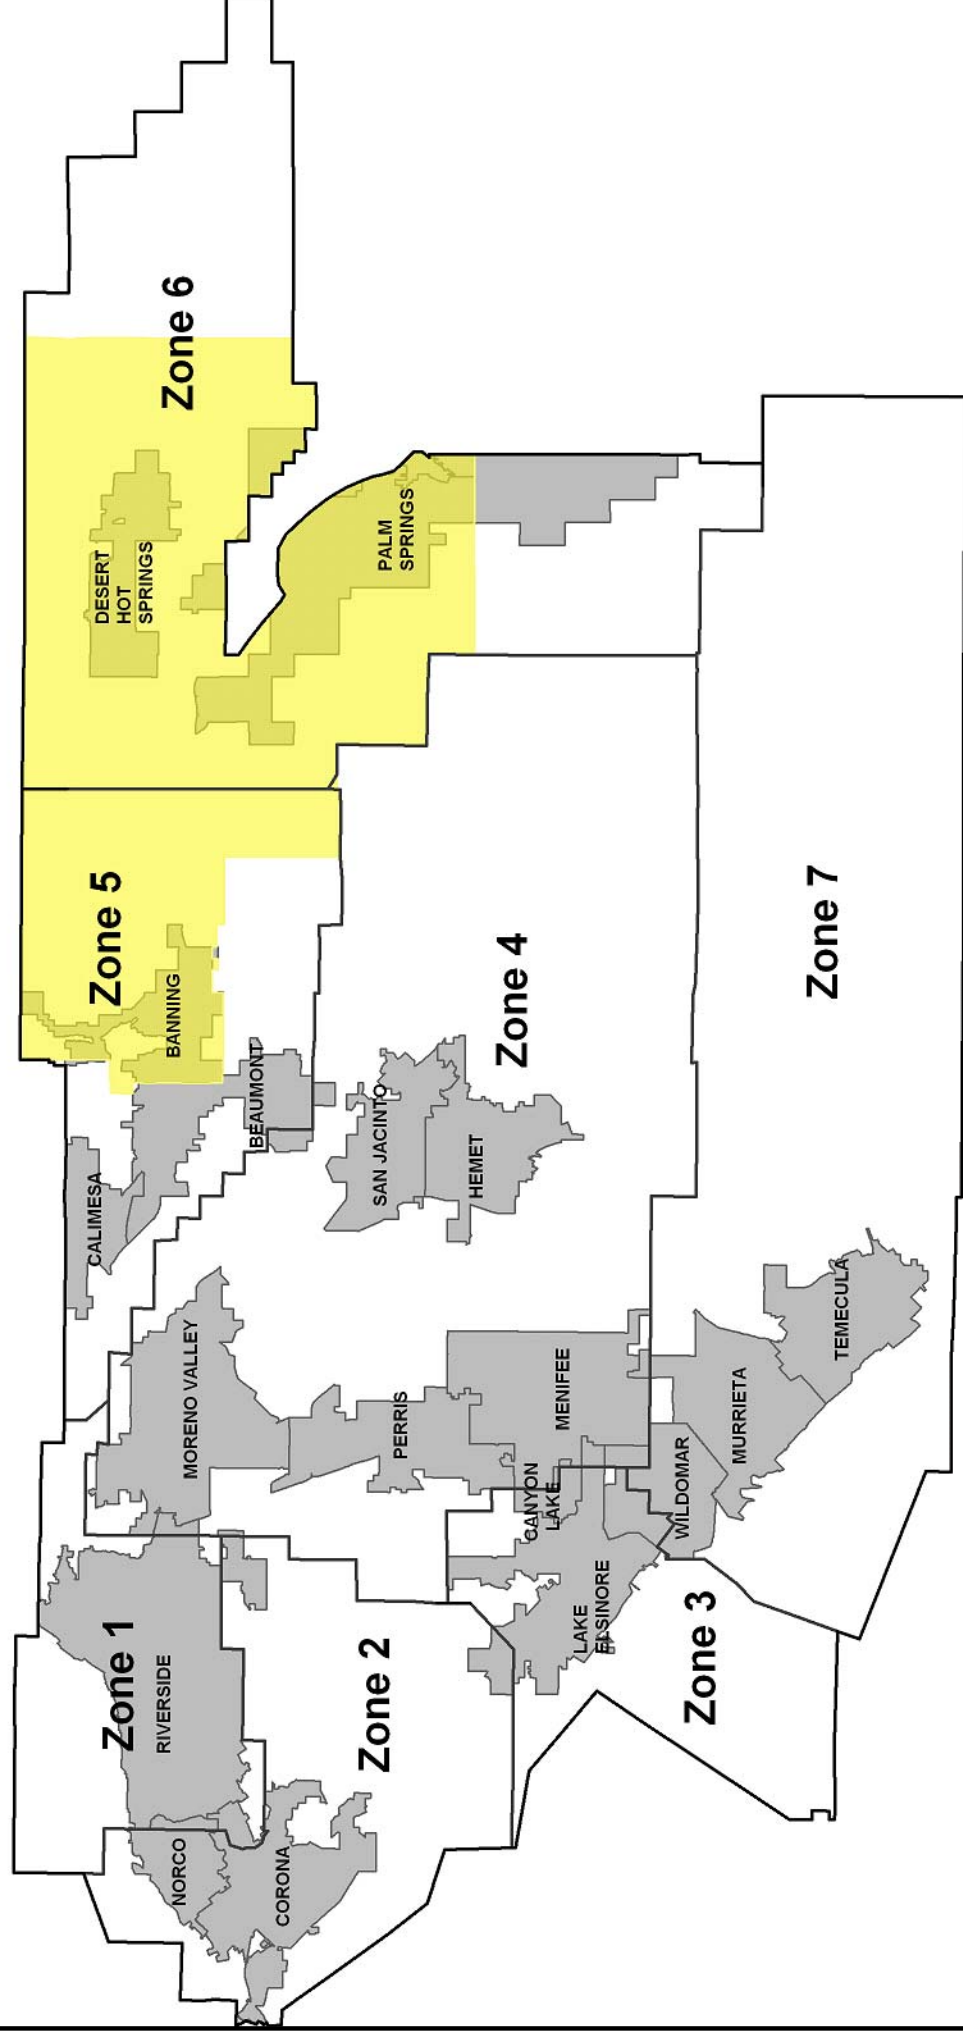 Zone 1
RIVERSIDE
NORCO
CORONA
Zone 2
Zone 3
LAKE
ELSINORE
CANYON
LAKE
WILDOMAR
MURRIETA
TEMECULA
MENIFEE
PERRIS
MORENO VALLEY
CALIMESA
BEAUMONT
SAN JACINTO
HEMET
Zone 4
BANNING
Zone 5
Zone 7
DESERT
HOT
SPRINGS
PALM
SPRINGS
Zone 6